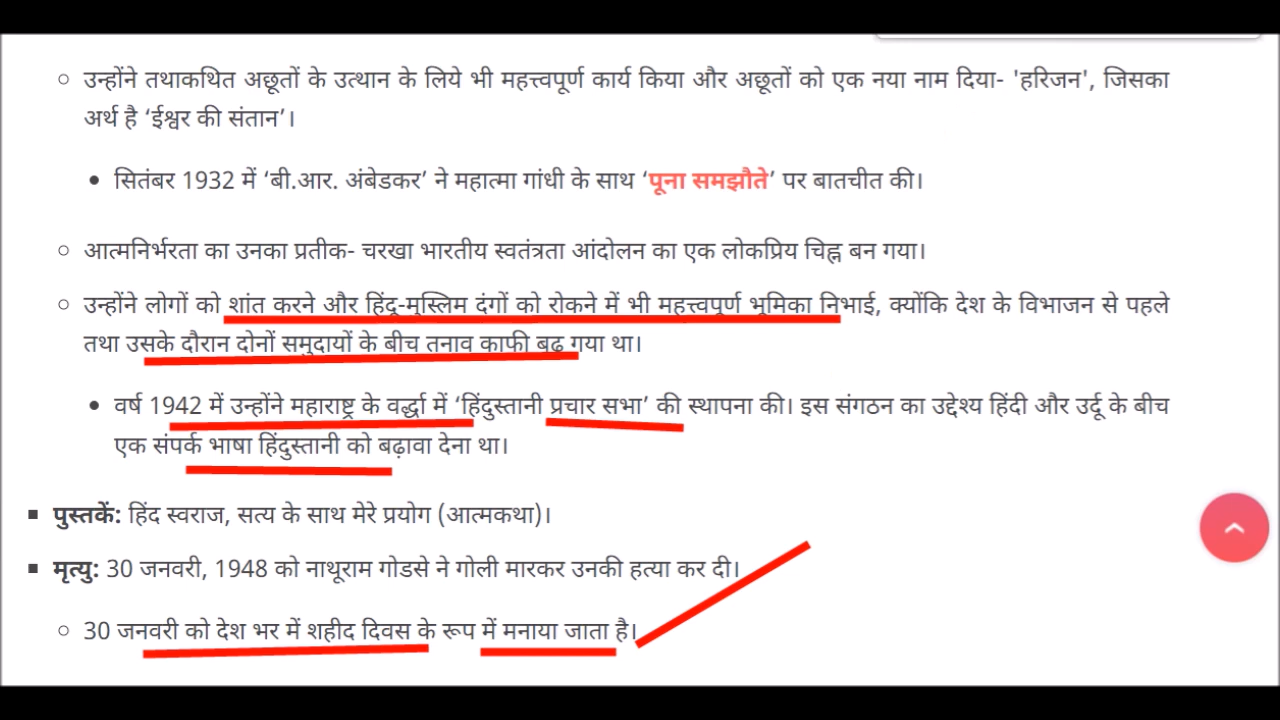 उन्होंने तथाकथित अछूतों के उत्थान के लिये भी महत्त्वपूर्ण कार्य किया और अछूतों को एक नया नाम दिया- 'हरिजन', जिसका
अर्थ है ‘ईश्वर की संतान’।
सितंबर 1932 में ‘बी.आर. अंबेडकर’ ने महात्मा गांधी के साथ ‘पूना समझौते’ पर बातचीत की।
आत्मनिर्भरता का उनका प्रतीक- चरखा भारतीय स्वतंत्रता आंदोलन का एक लोकप्रिय चिह्न बन गया।
उन्होंने लोगों को शांत करने और हिंदू-मुस्लिम दंगों को रोकने में भी महत्त्वपूर्ण भूमिका निभाई, क्योंकि देश के विभाजन से पहले
तथा उसके दौरान दोनों समुदायों के बीच तनाव काफी बढ़ गया था।
वर्ष 1942 में उन्होंने महाराष्ट्र के वर्द्धा में ‘हिंदुस्तानी प्रचार सभा’ की स्थापना की। इस संगठन का उद्देश्य हिंदी और उर्दू के बीच
एक संपर्क भाषा हिंदुस्तानी को बढ़ावा देना था।
पुस्तकें: हिंद स्वराज, सत्य के साथ मेरे प्रयोग (आत्मकथा)।
मृत्यु: 30 जनवरी, 1948 को नाथूराम गोडसे ने गोली मारकर उनकी हत्या कर दी।
30 जनवरी को देश भर में शहीद दिवस के रूप में मनाया जाता है।